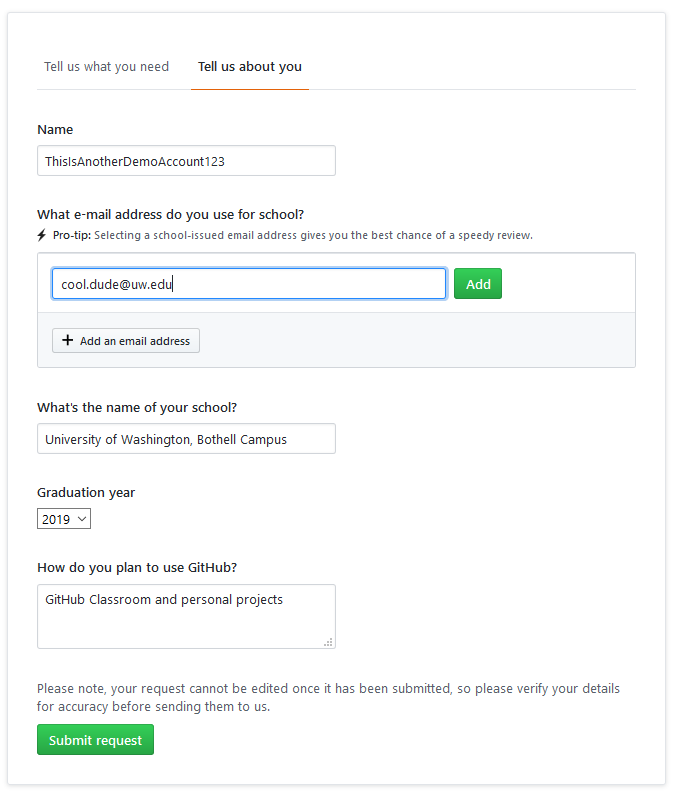 Tell us what you need Tell us about you
Name
ThisIsAnotherDemoAccount123
What e-mail address do you use for school?
Pro-tip: Selecting a school-issued email address gives you the best chance of a speedy review.
cool.dude@uw.edu Add
Add an email address
What's the name of your school?
University of Washington, Bothell Campus
Graduation year
2019
How do you plan to use GitHub?
GitHub Classroom and personal projects
Please note, your request cannot be edited once it has been submitted, so please verify your details
for accuracy before sending them to us.
Submit request